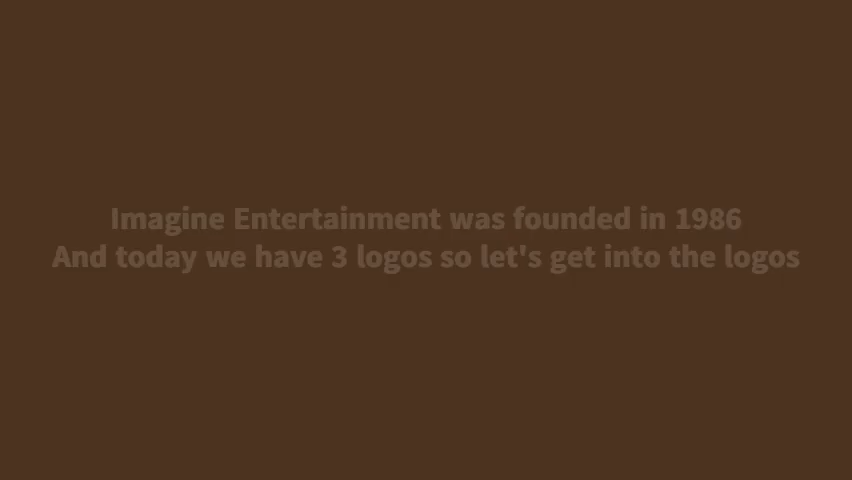 Imagine Entertainment was founded in 1986
And today we have 3 logos so let's get into the logos